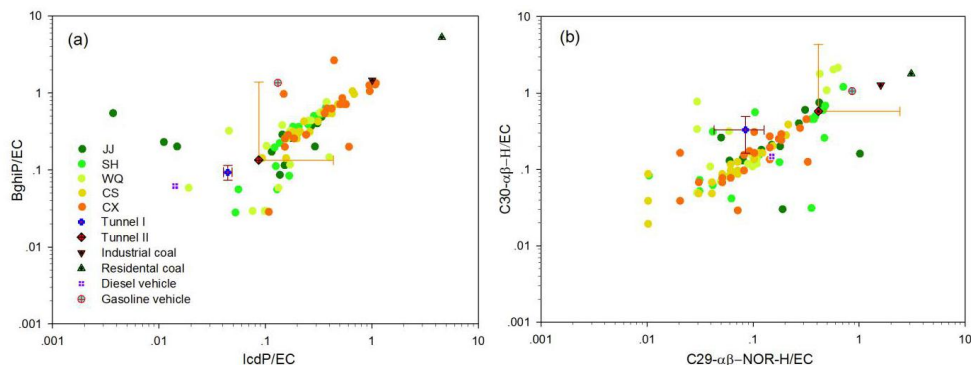 (a)
BghiP/EC
10
1
.1
.01
.001
JJ
SH
WQ
CS
CX
Tunnel I
Tunnel II
Industrial coal
Residental coal
Diesel vehicle
Gasoline vehicle
.001 .01 .1 1 10
IcdP/EC
(b)
C30-αβ-H/EC
10
1
.1
.01
.001
.001 .01 .1 1 10
C29-αβ-NOR-H/EC